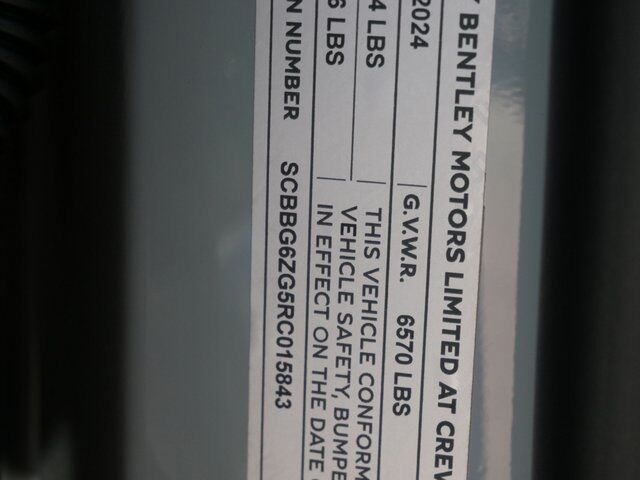 Y BENTLEY MOTORS LIMITED AT CREW
2024
G.V.W.R. 6570 LBS
4 LBS
THIS VEHICLE CONFORM
6 LBS
VEHICLE SAFETY, BUMPE
IN EFFECT ON THE DATE
N NUMBER SCBBG6ZG5RC015843